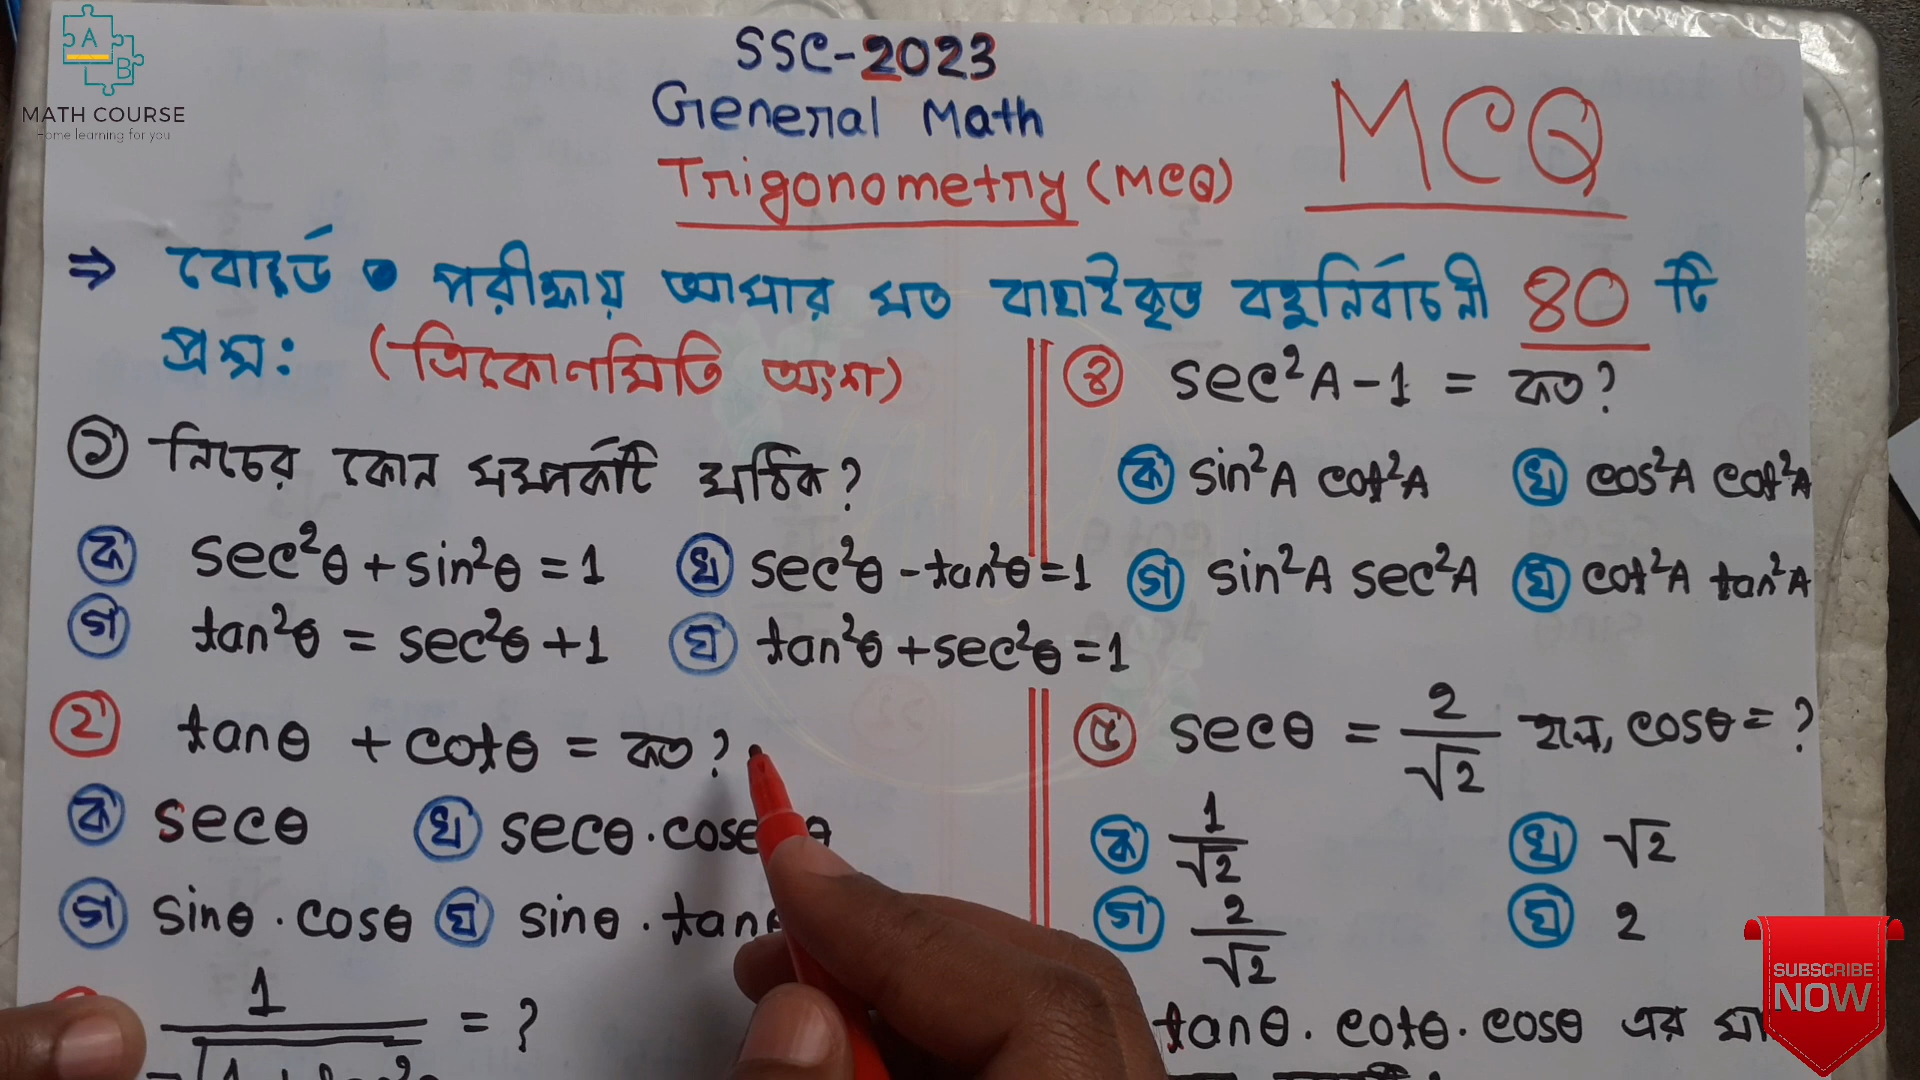 MATH COURSE
Home learning for you
SSC-2023
General Math
Trigonometry (MCQ)
MCQ
⇒ বোর্ড পরীক্ষায় আসার মত বাছাইকৃত বহুনির্বাচনী 80 টি
প্রশ্ন: (ত্রিকোণমিতি অংশ)
১ নিচের কোন সম্পর্কটি সঠিক?
ক sec²θ + sin²θ = 1 খ sec²θ - tan²θ = 1
গ tan²θ = sec²θ + 1 ঘ tan²θ + sec²θ = 1
২ tanθ + cotθ = কত?
ক secθ খ secθ · cose θ
গ sinθ · cosθ ঘ sinθ · tanθ
1/ = ?
৪ sec²A - 1 = কত?
ক sin²A cot²A খ cos²A cot²A
গ sin²A sec²A ঘ cot²A tan²A
৫ secθ = 2/√2 হলে, cosθ = ?
ক 1/√2 খ √2
গ 2/√2 ঘ 2
tanθ. cotθ. cosθ এর
SUBSCRIBE
NOW